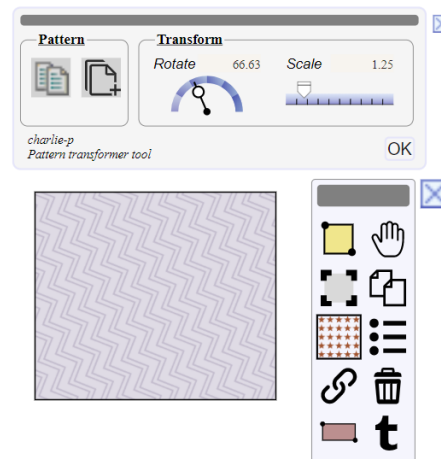 Pattern
Transform
Rotate 66.63 Scale 1.25
charlie-p
Pattern transformer tool
OK
t